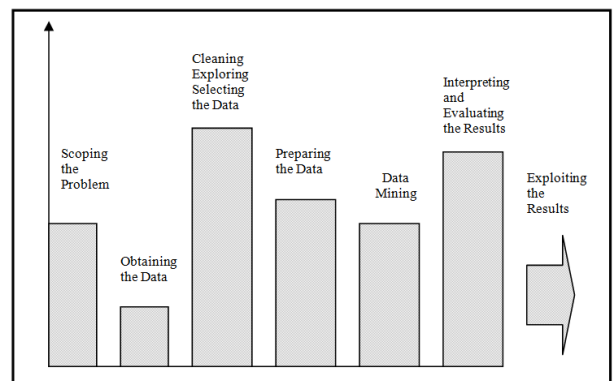 Scoping
the
Problem
Obtaining
the Data
Cleaning
Exploring
Selecting
the Data
Preparing
the Data
Data
Mining
Interpreting
and
Evaluating
the Results
Exploiting
the
Results